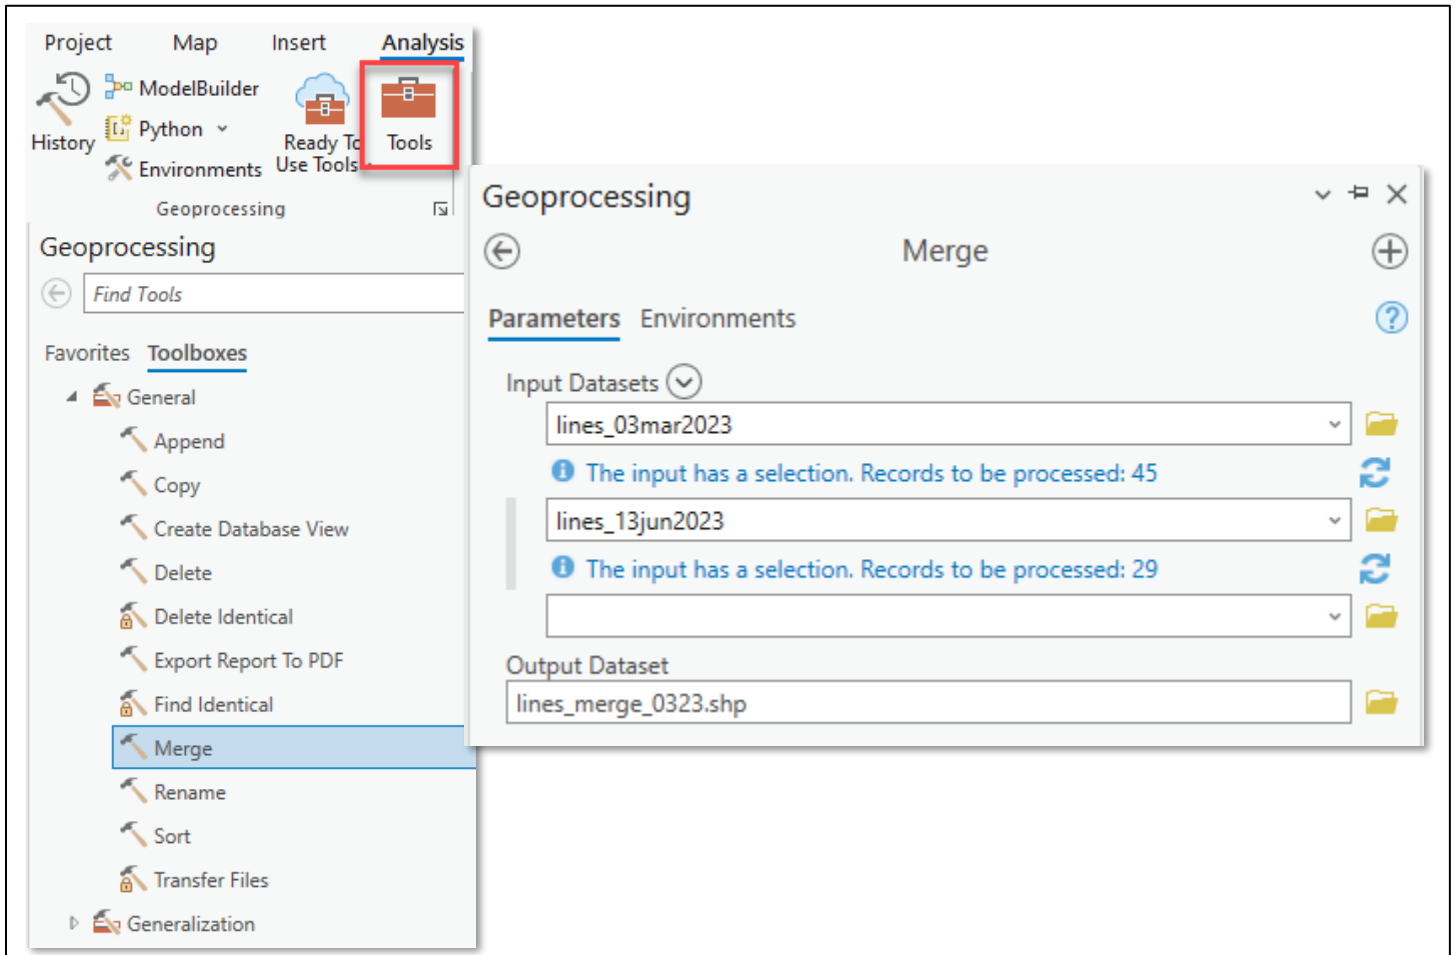 Project Map Insert Analysis
History
ModelBuilder
Python
Environments
Ready To
Use Tools
Tools
Geoprocessing
Geoprocessing
Find Tools
Favorites Toolboxes
General
Append
Copy
Create Database View
Delete
Delete Identical
Export Report To PDF
Find Identical
Merge
Rename
Sort
Transfer Files
Generalization
Geoprocessing
Merge
Parameters Environments
Input Datasets
lines_03mar2023
The input has a selection. Records to be processed: 45
lines_13jun2023
The input has a selection. Records to be processed: 29
Output Dataset
lines_merge_0323.shp